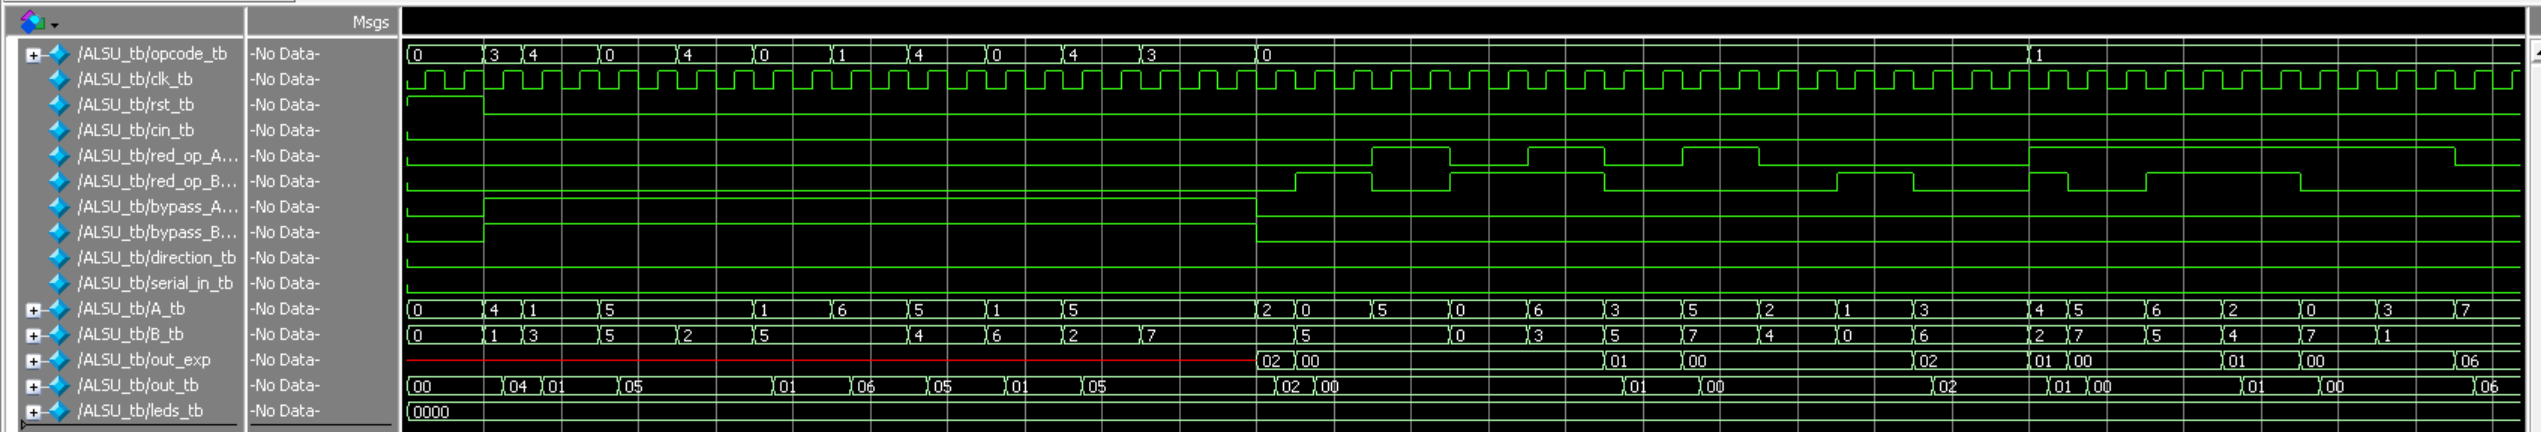 Msgs
/ALSU_tb/opcode_tb -No Data- 0 3 4 0 4 0 1 4 0 4 3 0 1
/ALSU_tb/clk_tb -No Data-
/ALSU_tb/rst_tb -No Data-
/ALSU_tb/cin_tb -No Data-
/ALSU_tb/red_op_A... -No Data-
/ALSU_tb/red_op_B... -No Data-
/ALSU_tb/bypass_A... -No Data-
/ALSU_tb/bypass_B... -No Data-
/ALSU_tb/direction_tb -No Data-
/ALSU_tb/serial_in_tb -No Data-
/ALSU_tb/A_tb -No Data- 0 4 1 5 1 6 5 1 5 2 0 5 0 6 3 5 2 1 3 4 5 6 2 0 3 7
/ALSU_tb/B_tb -No Data- 0 1 3 5 2 5 4 6 2 7 5 0 3 5 7 4 0 6 2 7 5 4 7 1
/ALSU_tb/out_exp -No Data- 02 00 01 00 02 01 00 01 00 06
/ALSU_tb/out_tb -No Data- 00 04 01 05 01 06 05 01 05 02 00 01 00 02 01 00 01 00 06
/ALSU_tb/leds_tb -No Data- 0000